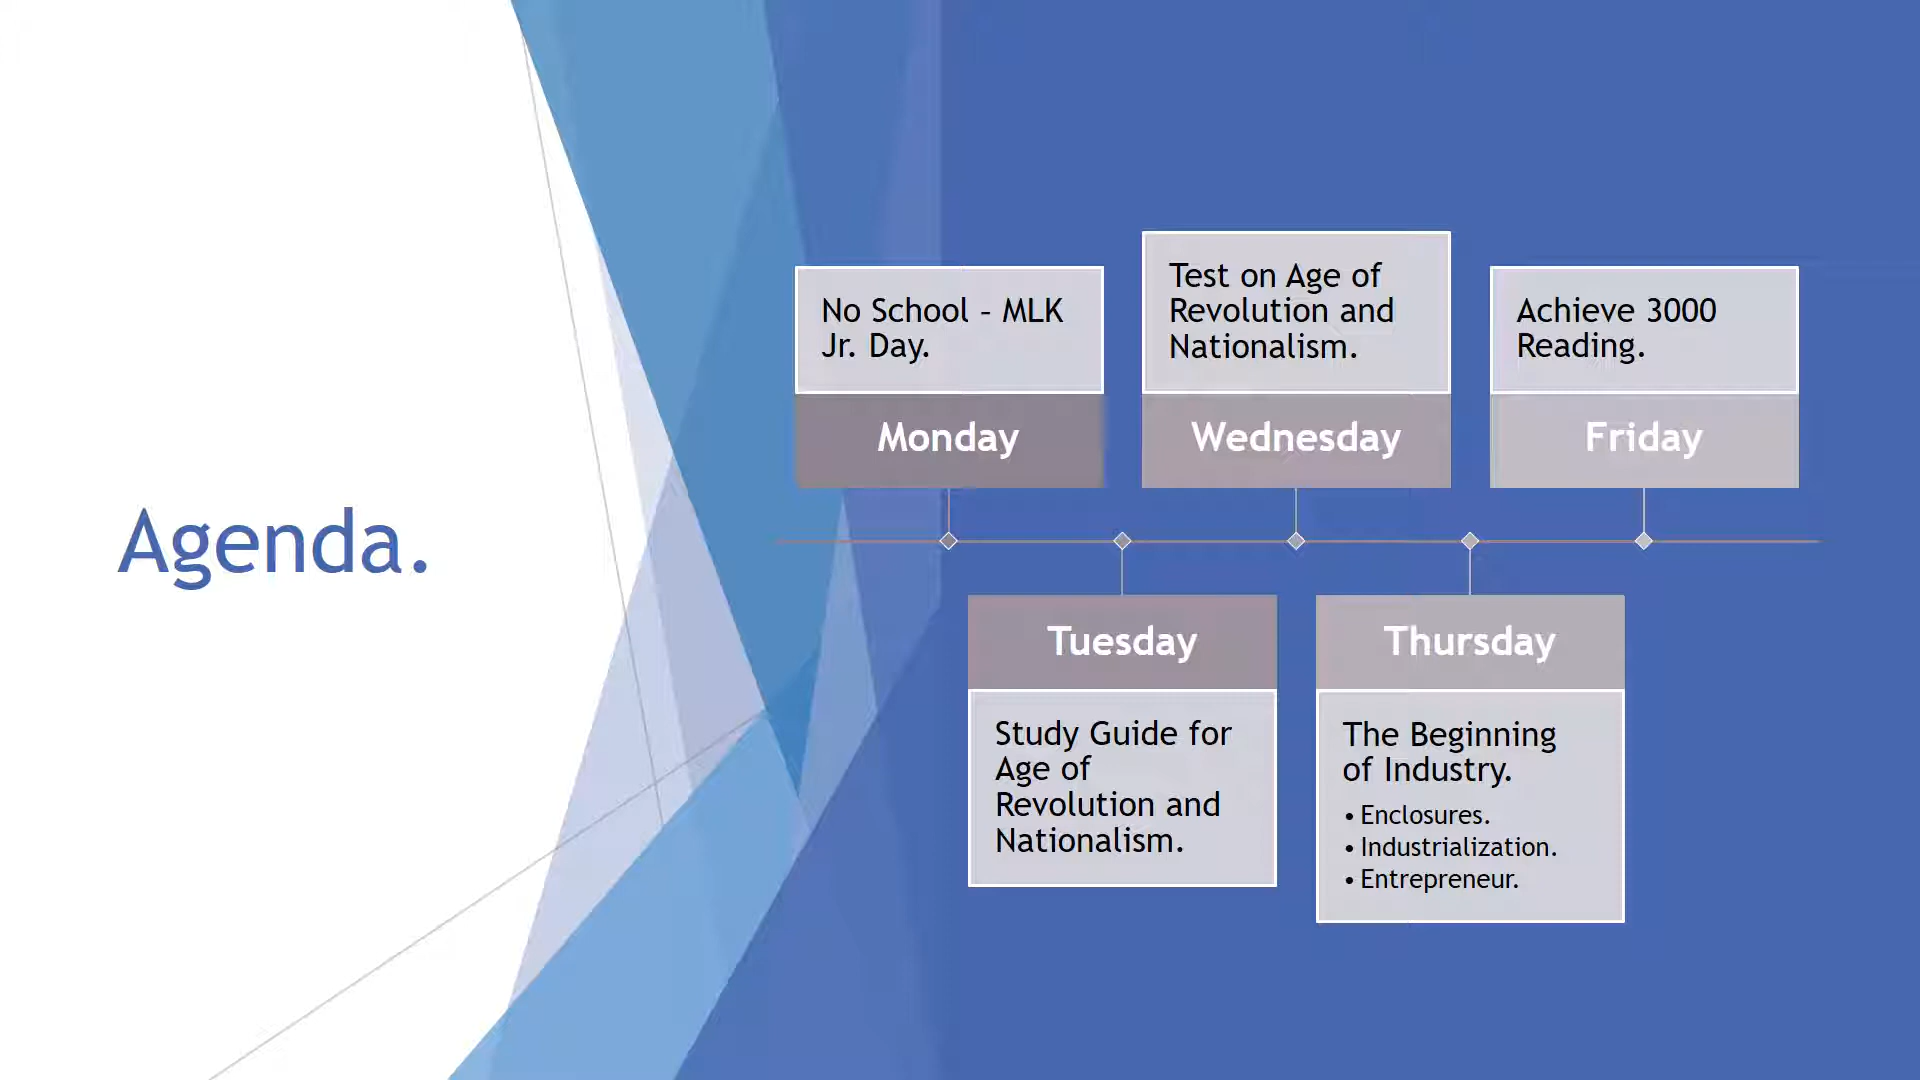 Agenda.
No School - MLK
Jr. Day.
Monday
Test on Age of
Revolution and
Nationalism.
Wednesday
Achieve 3000
Reading.
Friday
Tuesday
Study Guide for
Age of
Revolution and
Nationalism.
Thursday
The Beginning
of Industry.
• Enclosures.
• Industrialization.
• Entrepreneur.